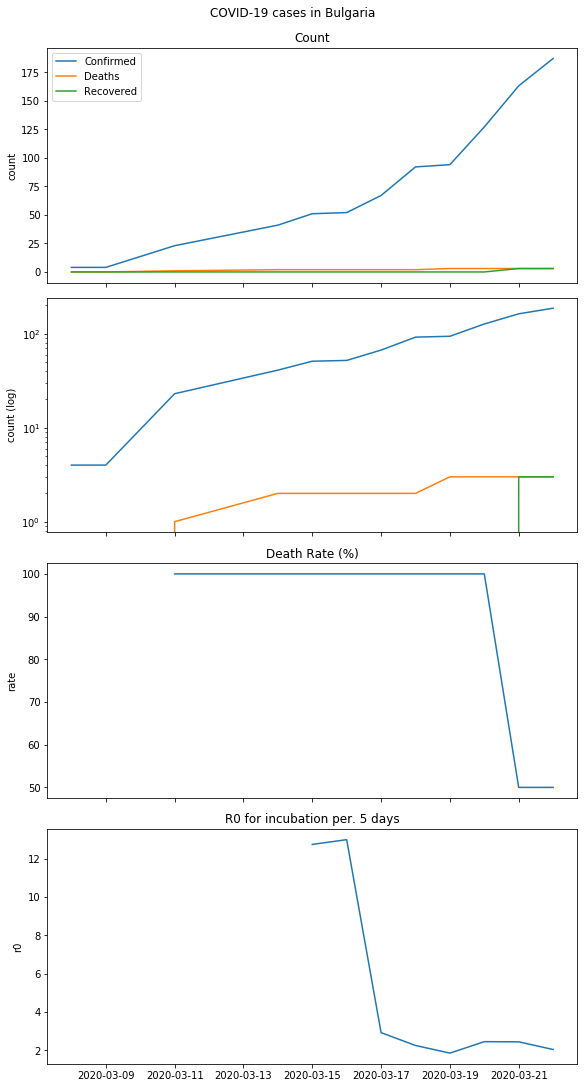 COVID-19 cases in Bulgaria
Count
Confirmed
Deaths
Recovered
175
150
125
100
75
50
25
0
count
10²
10¹
10⁰
count (log)
Death Rate (%)
100
90
80
70
60
50
rate
R0 for incubation per. 5 days
12
10
8
6
4
2
r0
2020-03-09 2020-03-11 2020-03-13 2020-03-15 2020-03-17 2020-03-19 2020-03-21